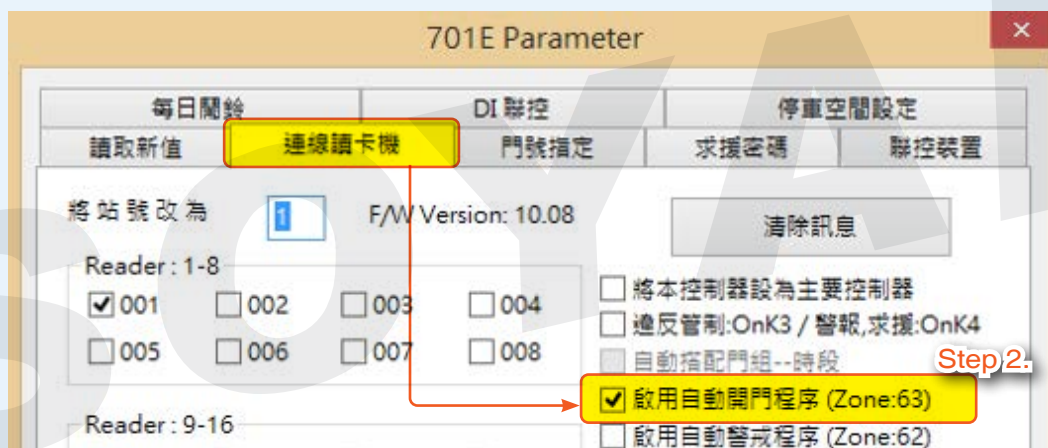 701E Parameter
×
每日鬧鈴 DI 聯控 停車空間設定
讀取新值 連線讀卡機 門號指定 求援密碼 聯控裝置
將站號改為 1 F/W Version: 10.08 清除訊息
Reader : 1-8
001 002 003 004
005 006 007 008
將本控制器設為主要控制器
違反管制:OnK3 / 警報,求援:OnK4
自動搭配門組--時段
Step 2.
啟用自動開門程序 (Zone:63)
Reader : 9-16
啟用自動警戒程序 (Zone:62)
SOYA